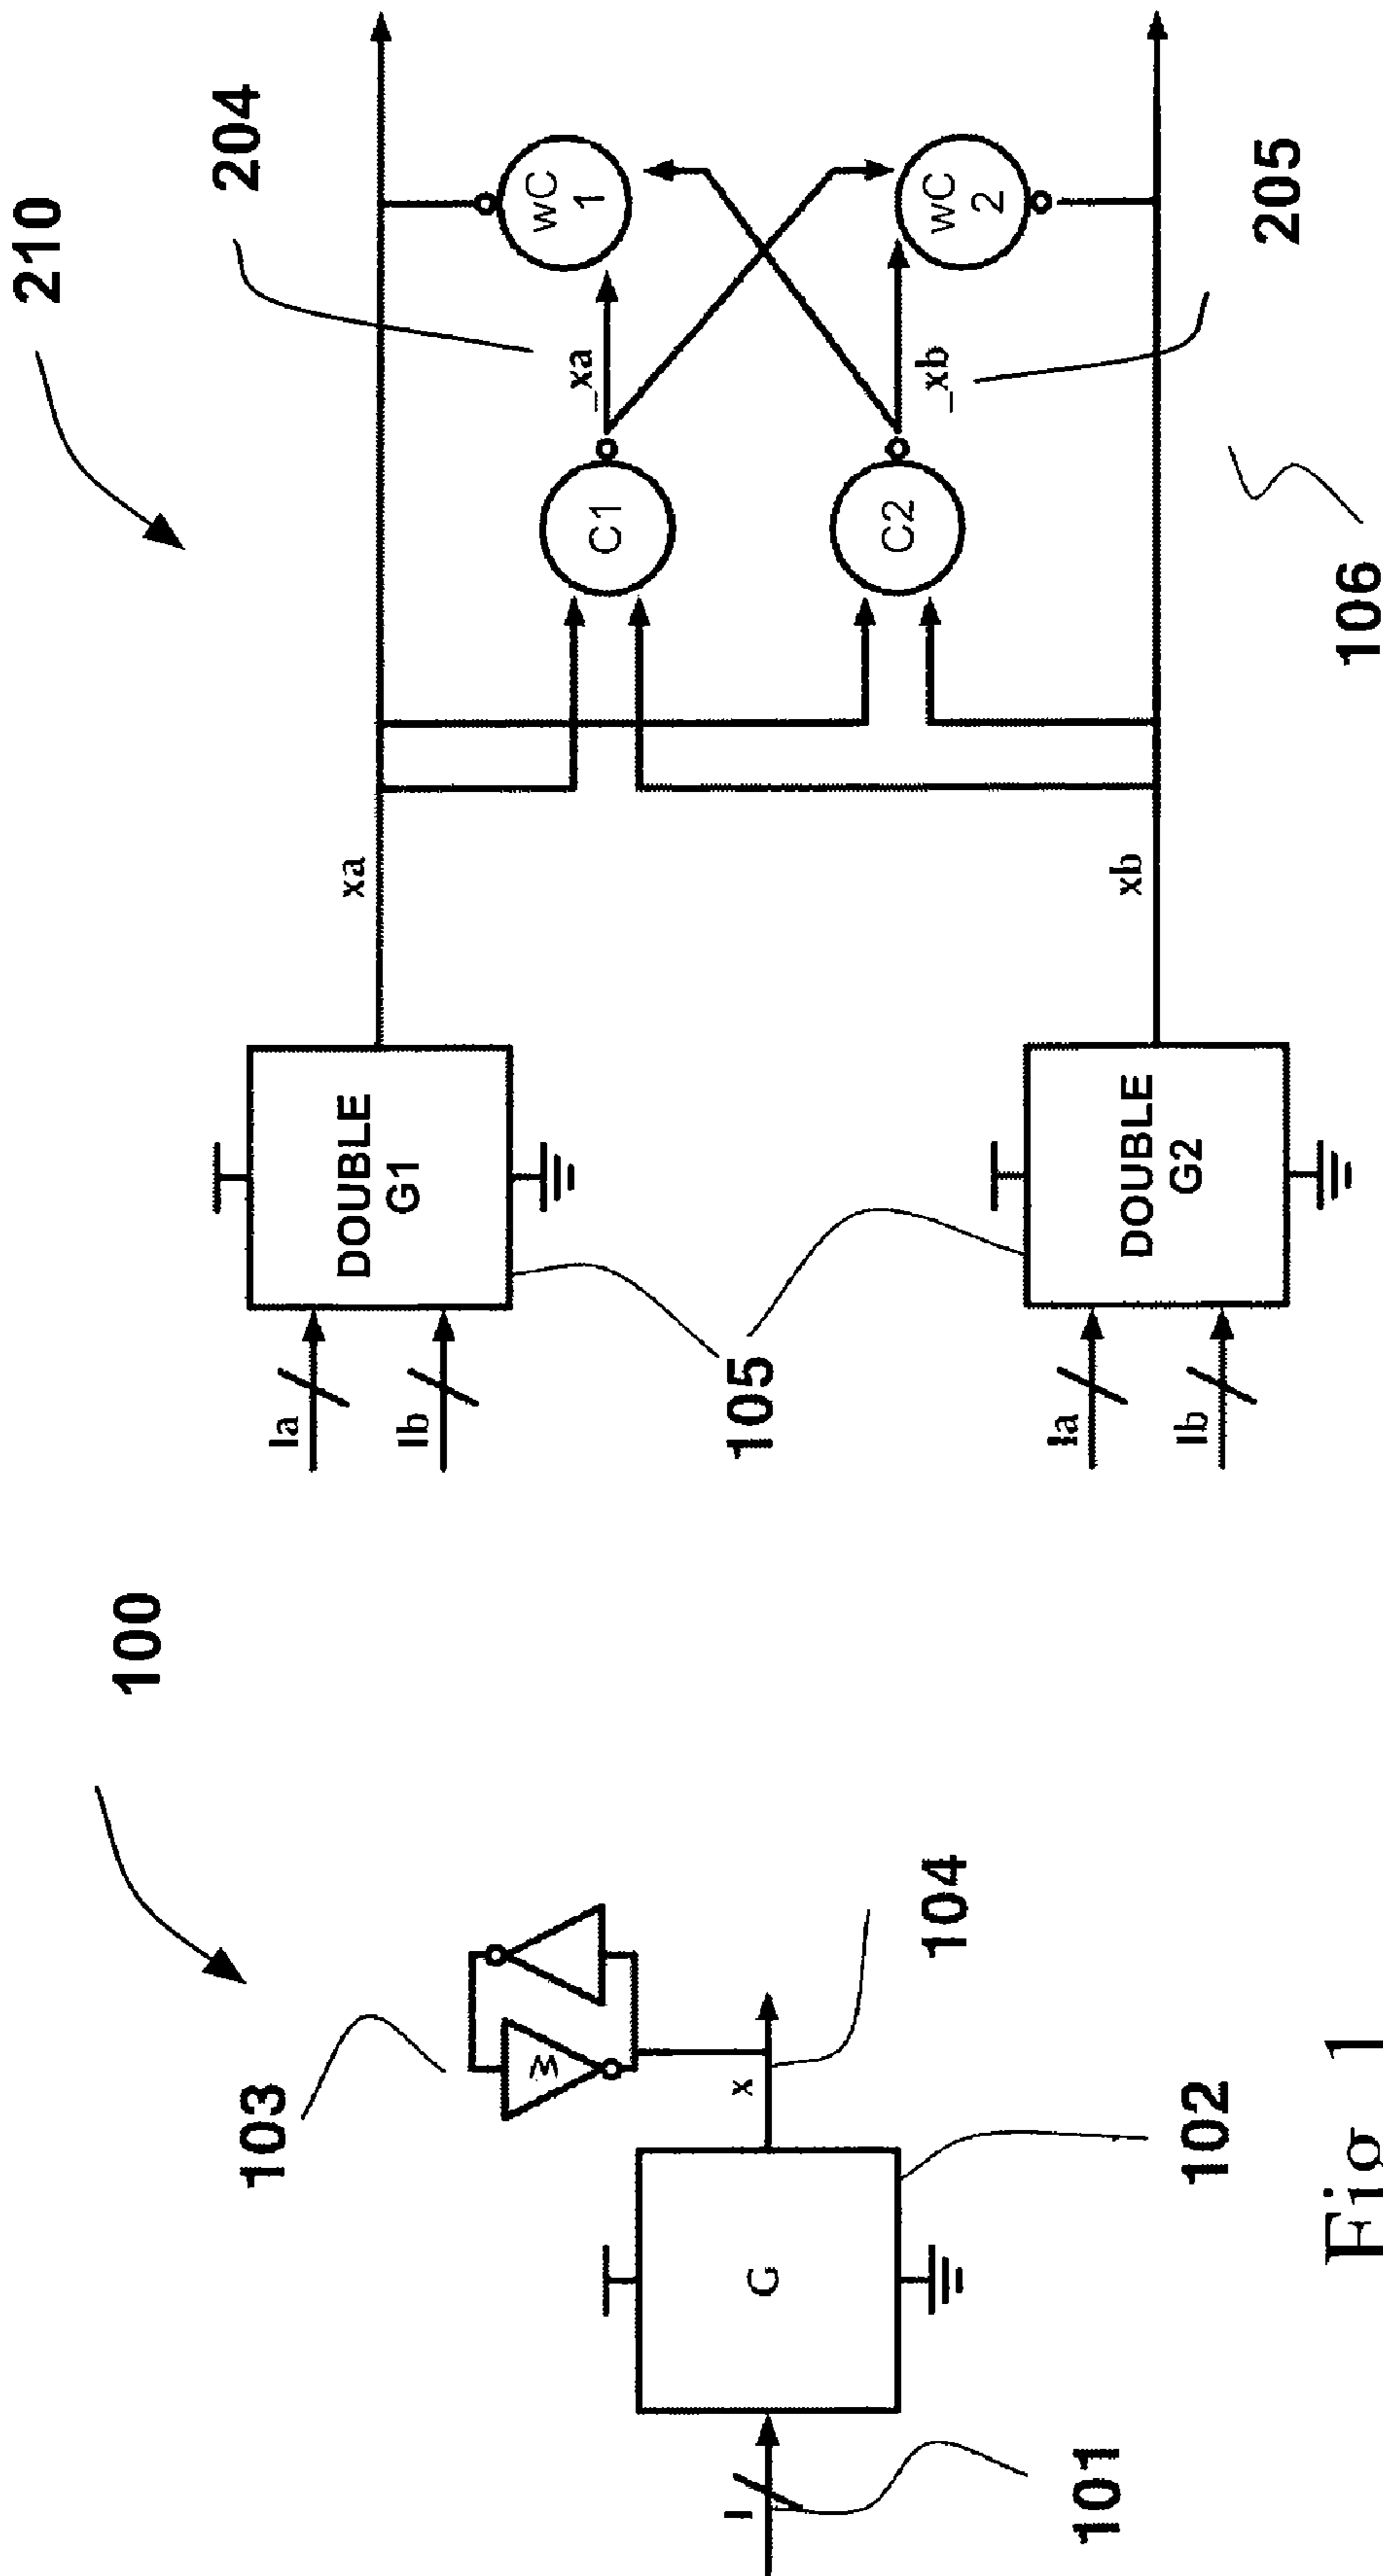 100
103
w
I
G
x
104
101
102
210
204
Ia
Ib
DOUBLE
G1
xa
_xa
C1
wC
1
105
C2
_xb
wC
2
205
Ia
Ib
DOUBLE
G2
xb
106
Fig. 1